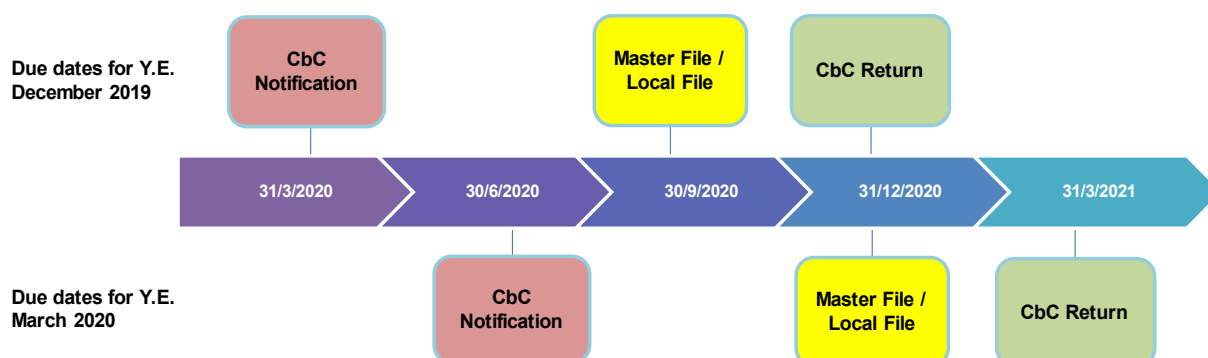 Due dates for Y.E.
December 2019
CbC
Notification
Master File /
Local File
CbC Return
31/3/2020
30/6/2020
30/9/2020
31/12/2020
31/3/2021
Due dates for Y.E.
March 2020
CbC
Notification
Master File /
Local File
CbC Return